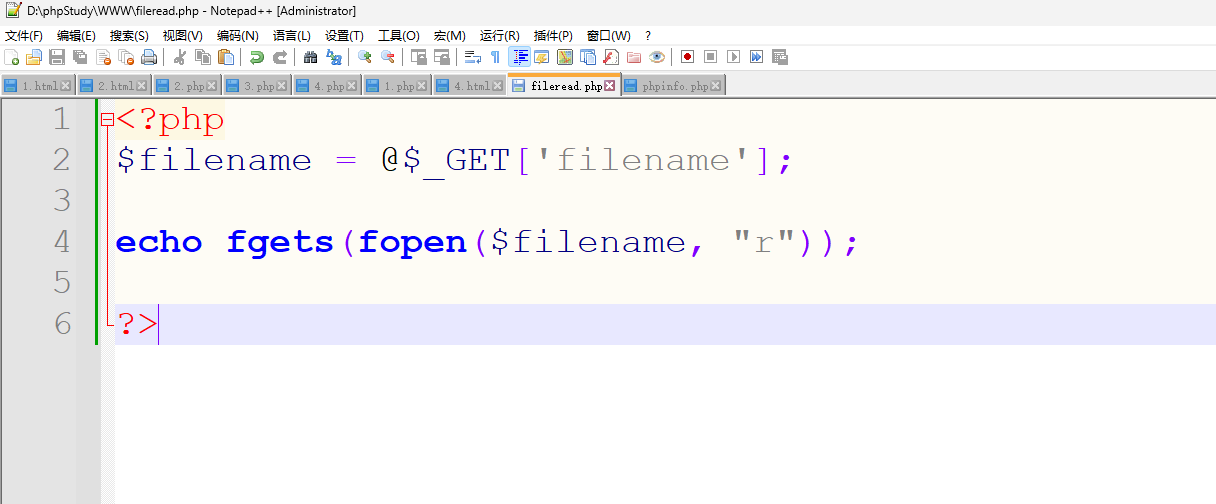 D:\phpStudy\WWW\fileread.php - Notepad++ [Administrator]
文件(F) 编辑(E) 搜索(S) 视图(V) 编码(N) 语言(L) 设置(T) 工具(O) 宏(M) 运行(R) 插件(P) 窗口(W) ?
1.html 2.html 2.php 3.php 4.php 1.php 4.html fileread.php phpinfo.php
1 <?php
2 $filename = @$_GET['filename'];
3
4 echo fgets(fopen($filename, "r"));
5
6 ?>